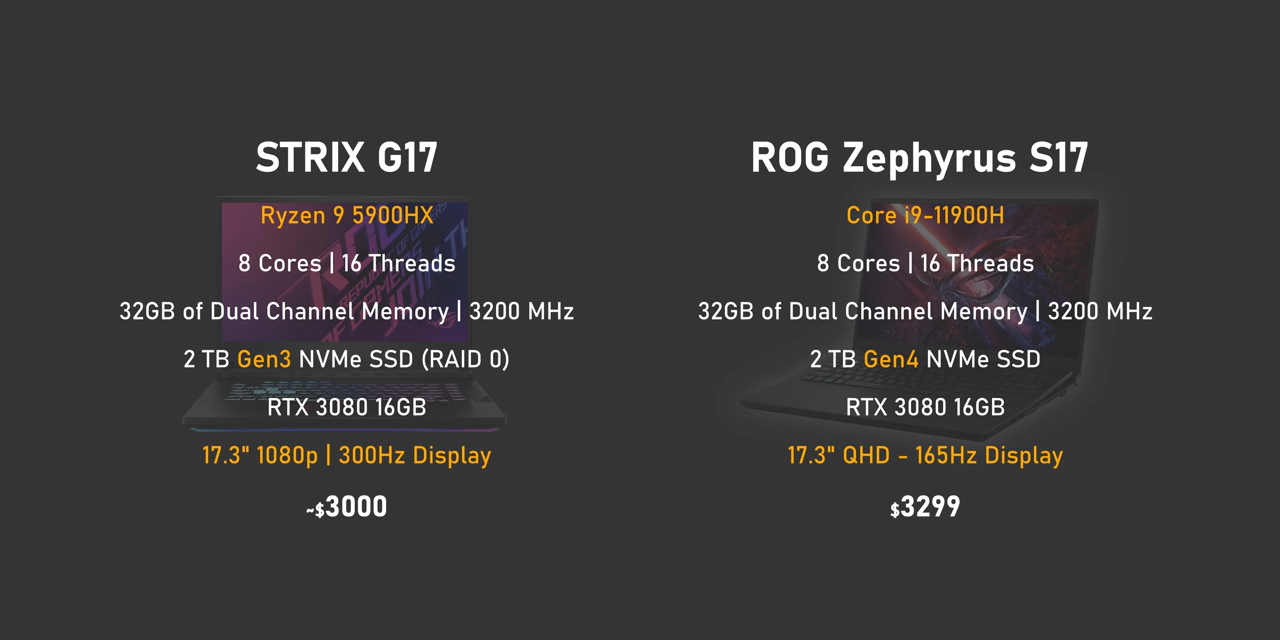 STRIX G17
Ryzen 9 5900HX
8 Cores | 16 Threads
32GB of Dual Channel Memory | 3200 MHz
2 TB Gen3 NVMe SSD (RAID 0)
RTX 3080 16GB
17.3" 1080p | 300Hz Display
~$3000
ROG Zephyrus S17
Core i9-11900H
8 Cores | 16 Threads
32GB of Dual Channel Memory | 3200 MHz
2 TB Gen4 NVMe SSD
RTX 3080 16GB
17.3" QHD - 165Hz Display
$3299